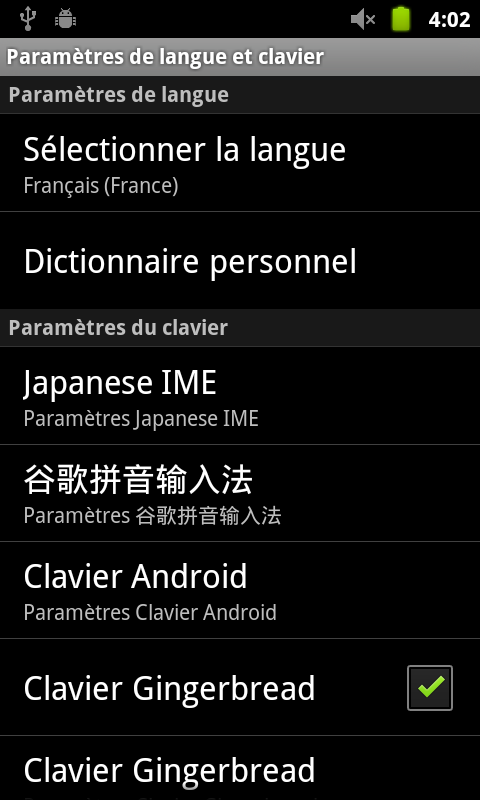 4:02
Paramètres de langue et clavier
Paramètres de langue
Sélectionner la langue
Français (France)
Dictionnaire personnel
Paramètres du clavier
Japanese IME
Paramètres Japanese IME
谷歌拼音输入法
Paramètres 谷歌拼音输入法
Clavier Android
Paramètres Clavier Android
Clavier Gingerbread
Clavier Gingerbread